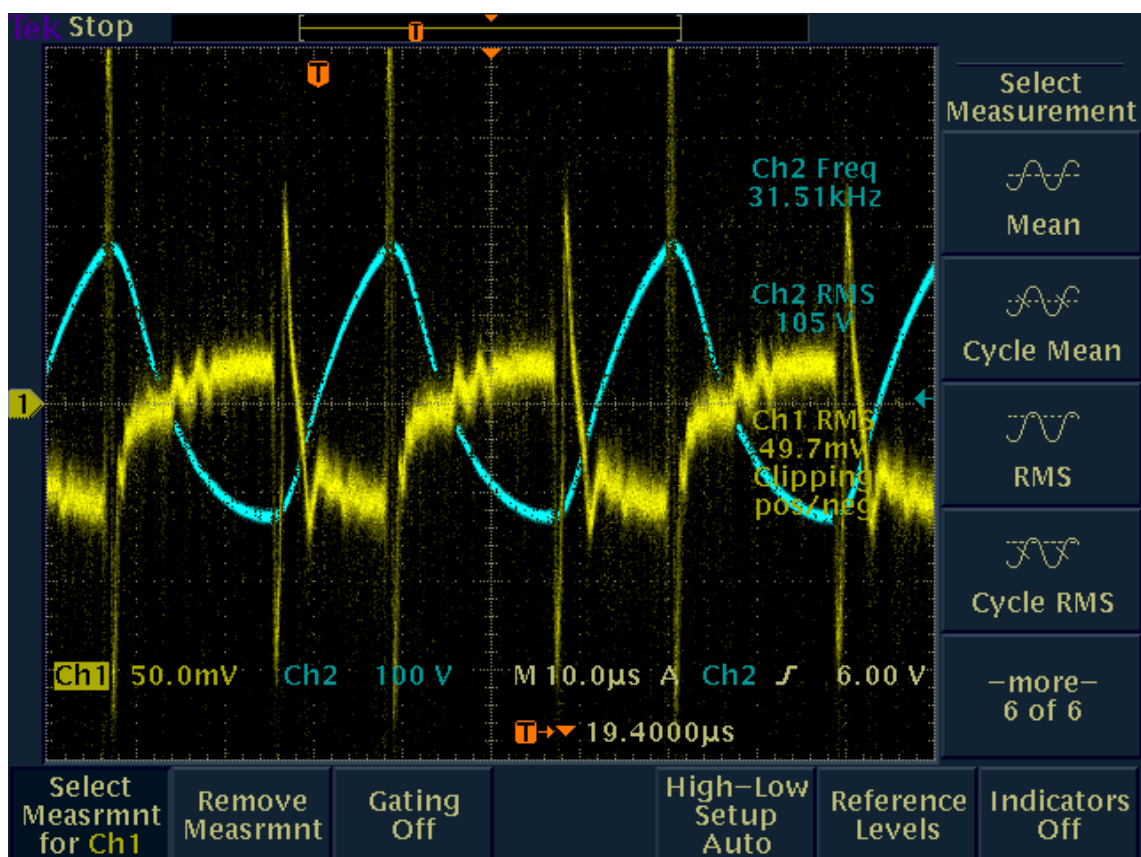 Tek Stop
T
T
Select
Measurement
Ch2 Freq
31.51kHz
Mean
Ch2 RMS
105 V
Cycle Mean
1
Ch1 RMS
49.7mV
Clipping
pos/neg
RMS
Cycle RMS
Ch1 50.0mV Ch2 100 V M 10.0µs A Ch2 6.00 V
T 19.4000µs
-more-
6 of 6
Select
Measrmnt
for Ch1
Remove
Measrmnt
Gating
Off
High-Low
Setup
Auto
Reference
Levels
Indicators
Off